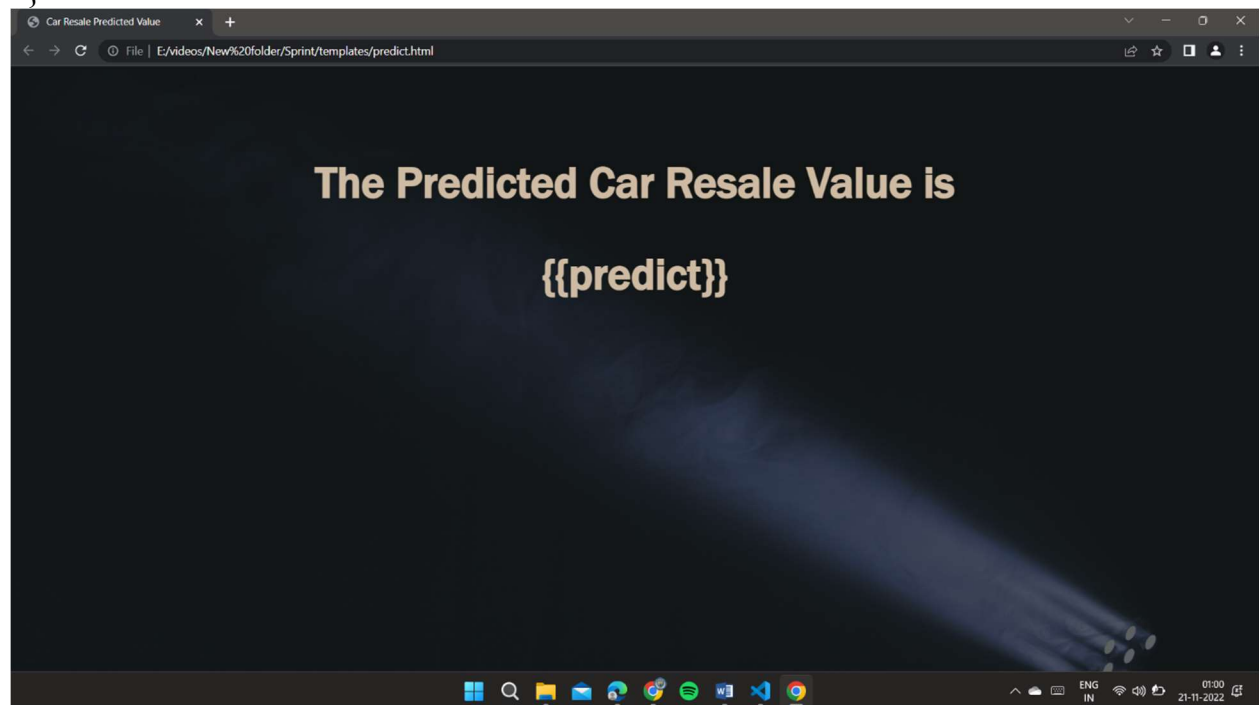 Car Resale Predicted Value
File | E:/videos/New%20folder/Sprint/templates/predict.html
The Predicted Car Resale Value is
{{predict}}
ENG
IN
01:00
21-11-2022